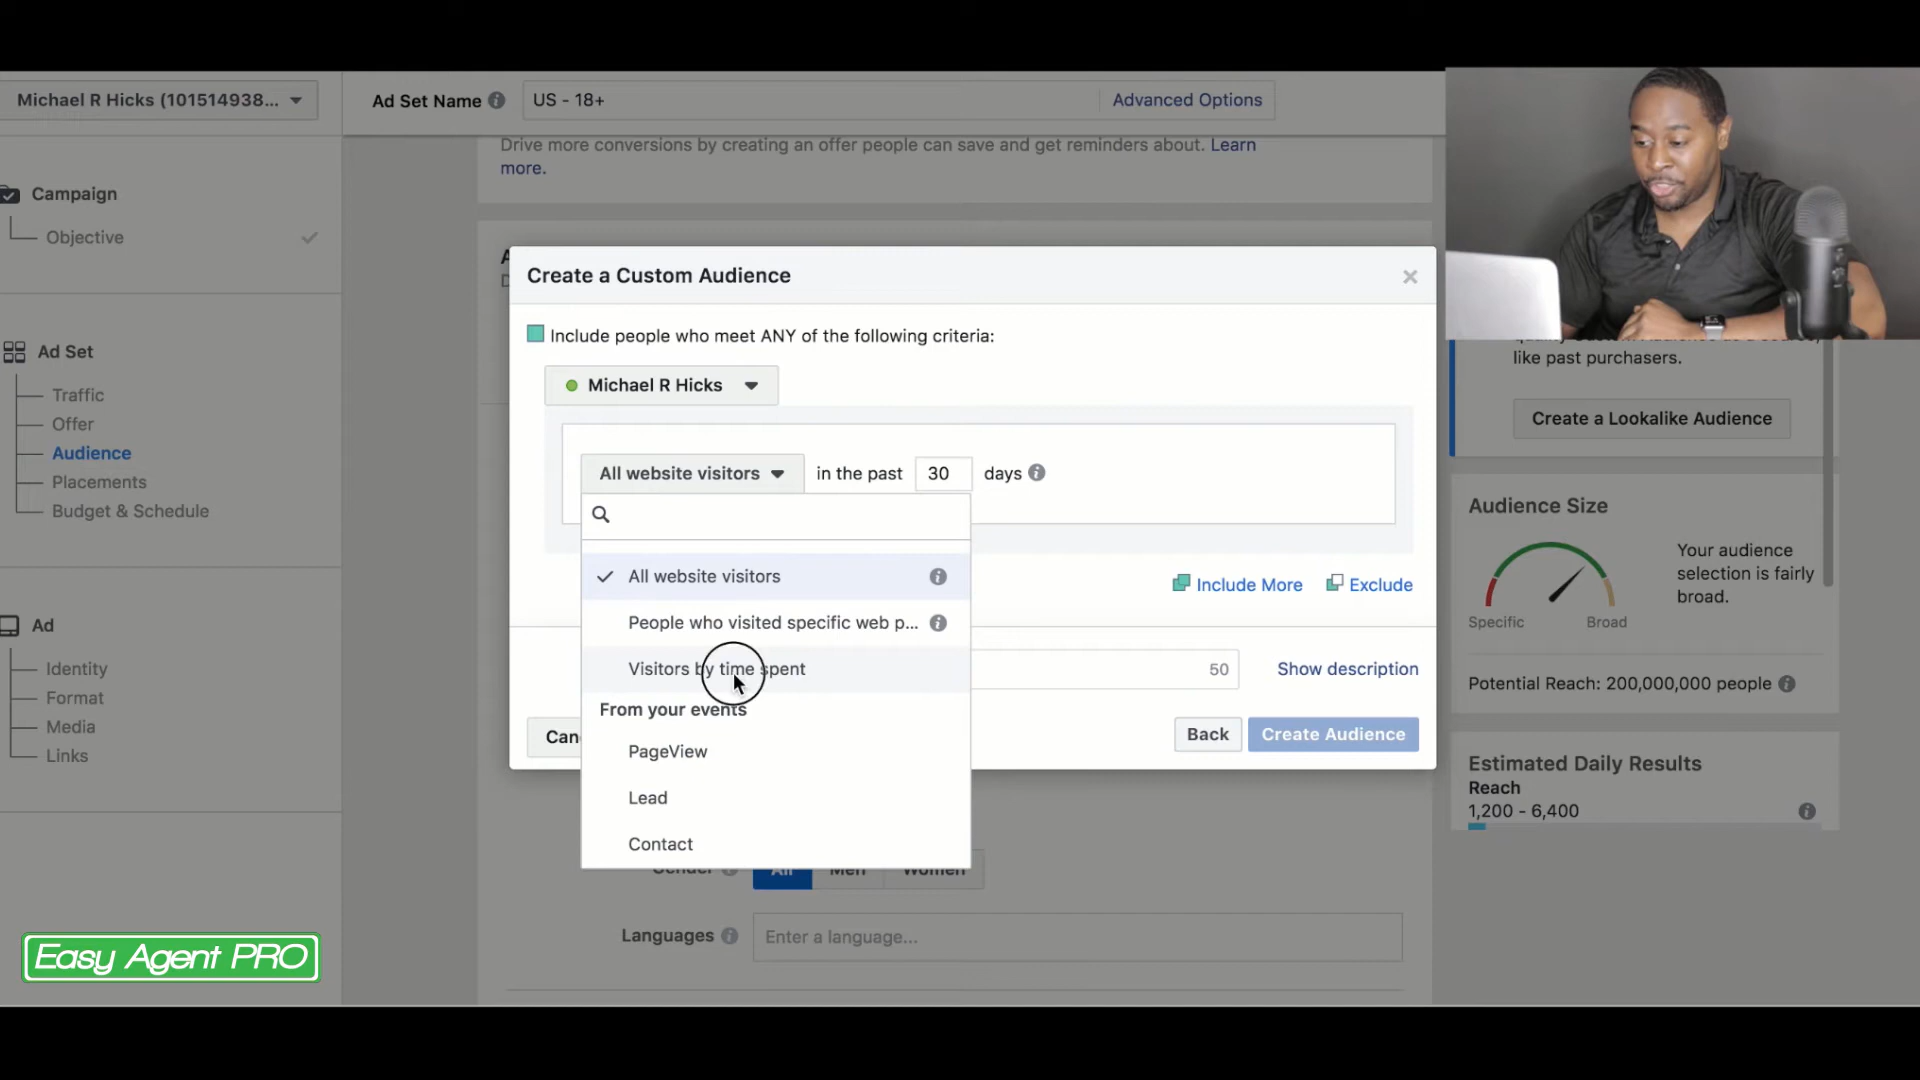 Michael R Hicks (101514938...
Ad Set Name
US - 18+
Advanced Options
Drive more conversions by creating an offer people can save and get reminders about. Learn
more.
Campaign
Objective
Ad Set
Traffic
Offer
Audience
Placements
Budget & Schedule
Ad
Identity
Format
Media
Links
Create a Custom Audience
Include people who meet ANY of the following criteria:
Michael R Hicks
All website visitors
in the past
30
days
All website visitors
People who visited specific web p...
Visitors by time spent
From your events
PageView
Lead
Contact
Include More
Exclude
50
Show description
Back
Create Audience
Gender
All
Men
Women
Languages
Enter a language...
like past purchasers.
Create a Lookalike Audience
Audience Size
Your audience
selection is fairly
broad.
Specific
Broad
Potential Reach: 200,000,000 people
Estimated Daily Results
Reach
1,200 - 6,400
Easy Agent PRO